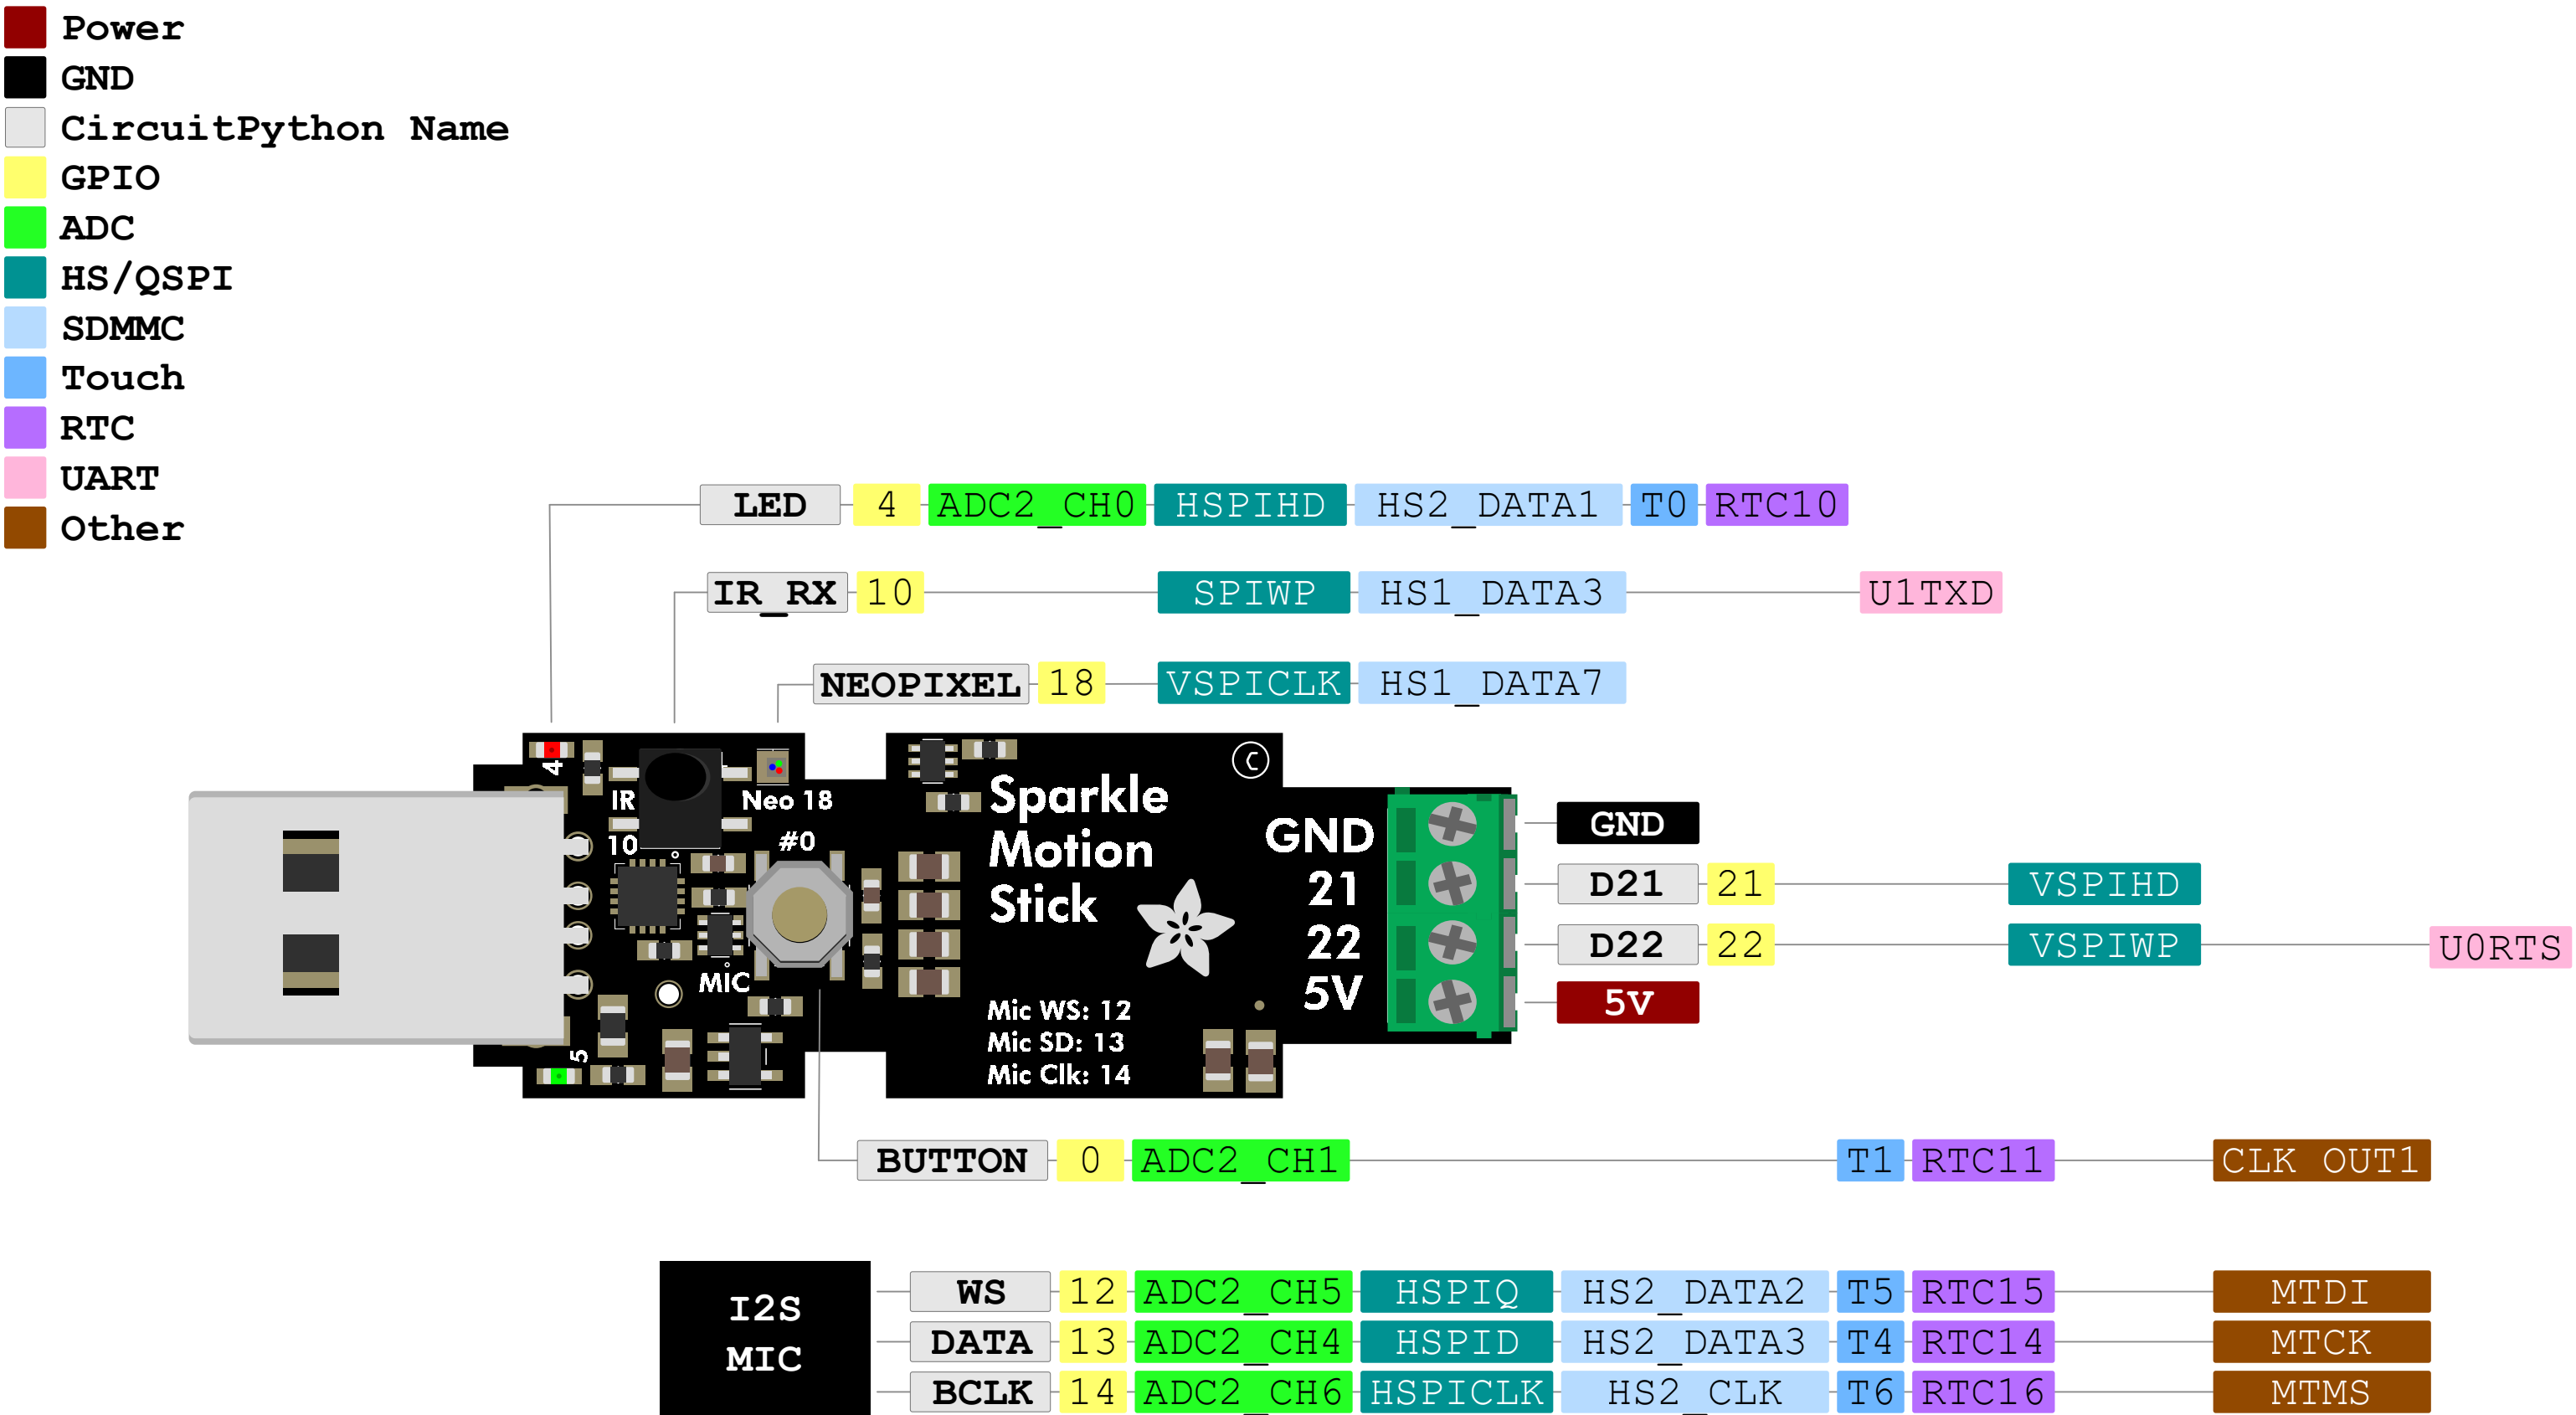 Power
GND
CircuitPython Name
GPIO
ADC
HS/QSPI
SDMMC
Touch
RTC
UART
Other
LED 4 ADC2_CH0 HSPIHD HS2_DATA1 T0 RTC10
IR_RX 10 SPIWP HS1_DATA3 U1TXD
NEOPIXEL 18 VSPICLK HS1_DATA7
4
IR
10
Neo 18
#0
MIC
5
Sparkle
Motion
Stick
Mic WS: 12
Mic SD: 13
Mic Clk: 14
GND
21
22
5V
GND
D21 21 VSPIHD
D22 22 VSPIWP U0RTS
5V
BUTTON 0 ADC2_CH1 T1 RTC11 CLK OUT1
I2S
MIC
WS 12 ADC2_CH5 HSPIQ HS2_DATA2 T5 RTC15 MTDI
DATA 13 ADC2_CH4 HSPID HS2_DATA3 T4 RTC14 MTCK
BCLK 14 ADC2_CH6 HSPICLK HS2_CLK T6 RTC16 MTMS